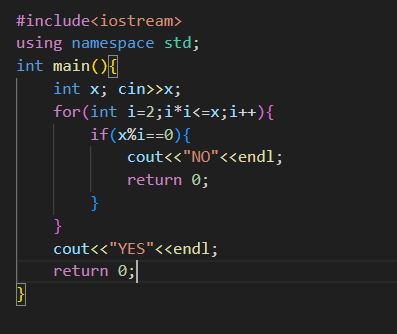 #include<iostream>
using namespace std;
int main(){
    int x; cin>>x;
    for(int i=2;i*i<=x;i++){
        if(x%i==0){
            cout<<"NO"<<endl;
            return 0;
        }
    }
    cout<<"YES"<<endl;
    return 0;
}